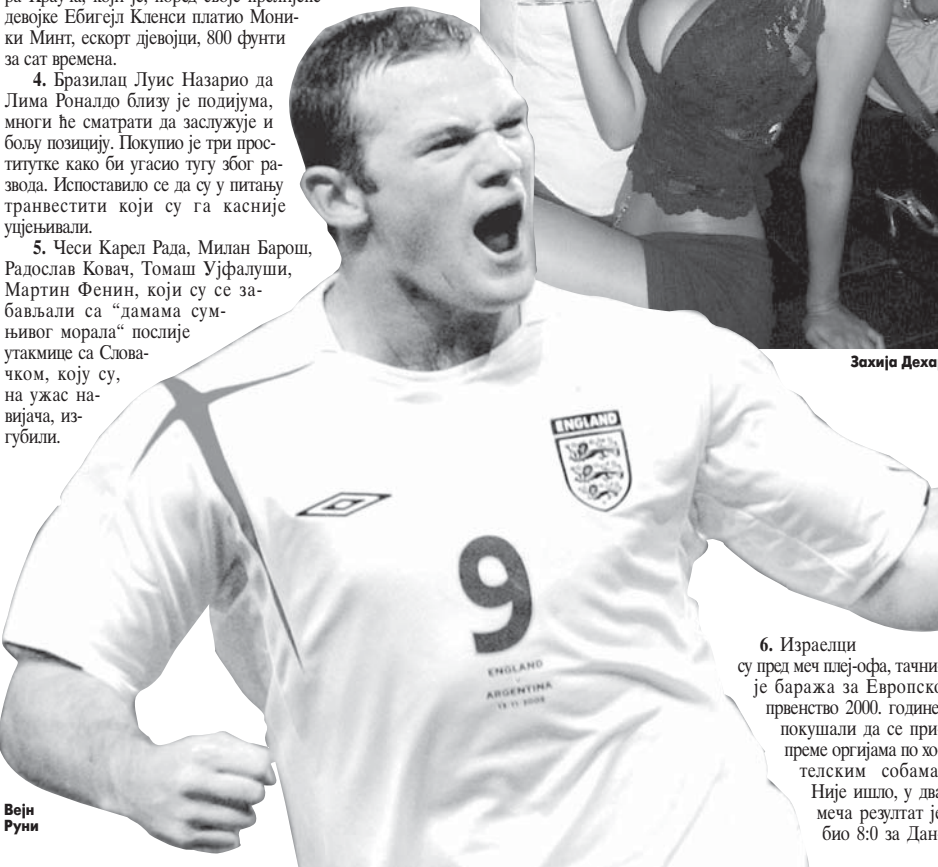 девојке Ебигејл Кленси платио Мони-
ки Минт, ескорт дјевојци, 800 фунти
за сат времена.
4. Бразилац Луис Назарио да
Лима Роналдо близу је подијума,
многи ће сматрати да заслужује и
бољу позицију. Покупио је три прос-
титутке како би угасио тугу због ра-
звода. Испоставило се да су у питању
транвестити који су га касније
уцјењивали.
5. Чеси Карел Рада, Милан Барош,
Радослав Ковач, Томаш Ујфалуши,
Мартин Фенин, који су се за-
бављали са “дамама сум-
њивог морала“ послије
утакмице са Слова-
чком, коју су,
на ужас на-
вијача, из-
губили.
Захија Деха
ENGLAND
9
ENGLAND
v
ARGENTINA
Вејн
Руни
6. Израелци
су пред меч плеј-офа, тачни
је баража за Европско
првенство 2000. године
покушали да се при
преме оргијама по хо
телским собама
Није ишло, у два
меча резултат је
био 8:0 за Дан